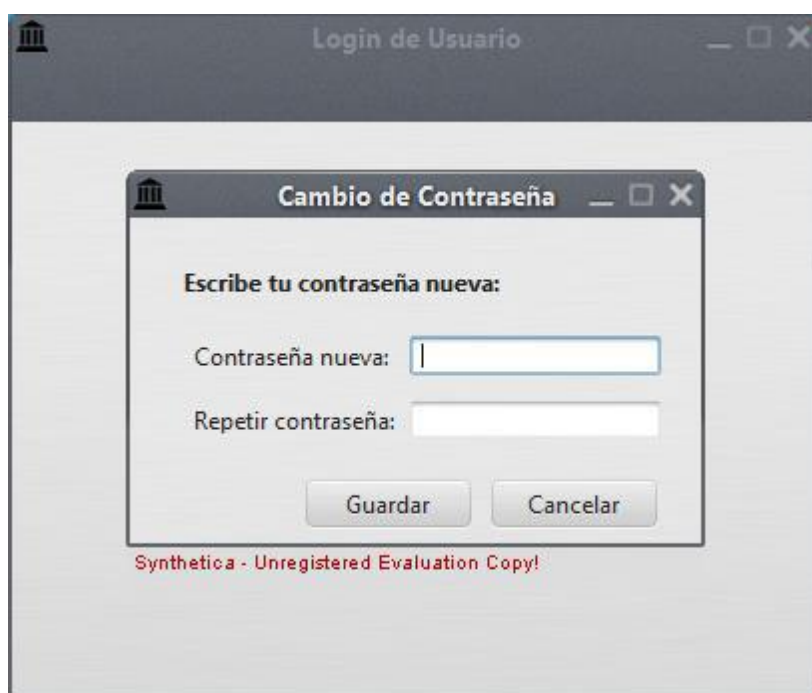 Login de Usuario
Cambio de Contraseña
Escribe tu contraseña nueva:
Contraseña nueva:
Repetir contraseña:
Guardar Cancelar
Synthetica - Unregistered Evaluation Copy!